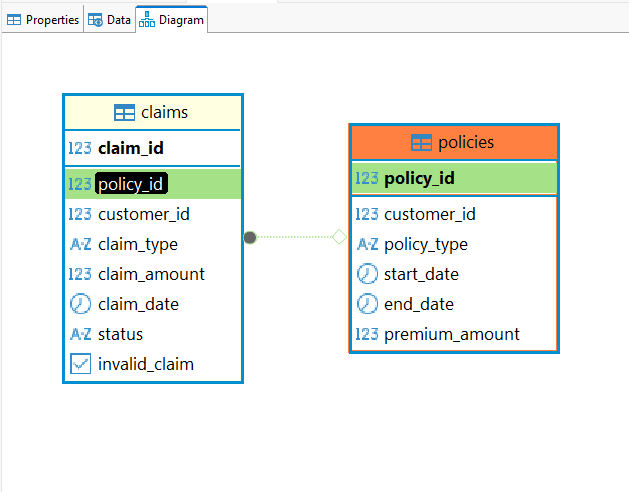 Properties Data Diagram
claims
123 claim_id
123 policy_id
123 customer_id
A-Z claim_type
123 claim_amount
claim_date
A-Z status
invalid_claim
policies
123 policy_id
123 customer_id
A-Z policy_type
start_date
end_date
123 premium_amount